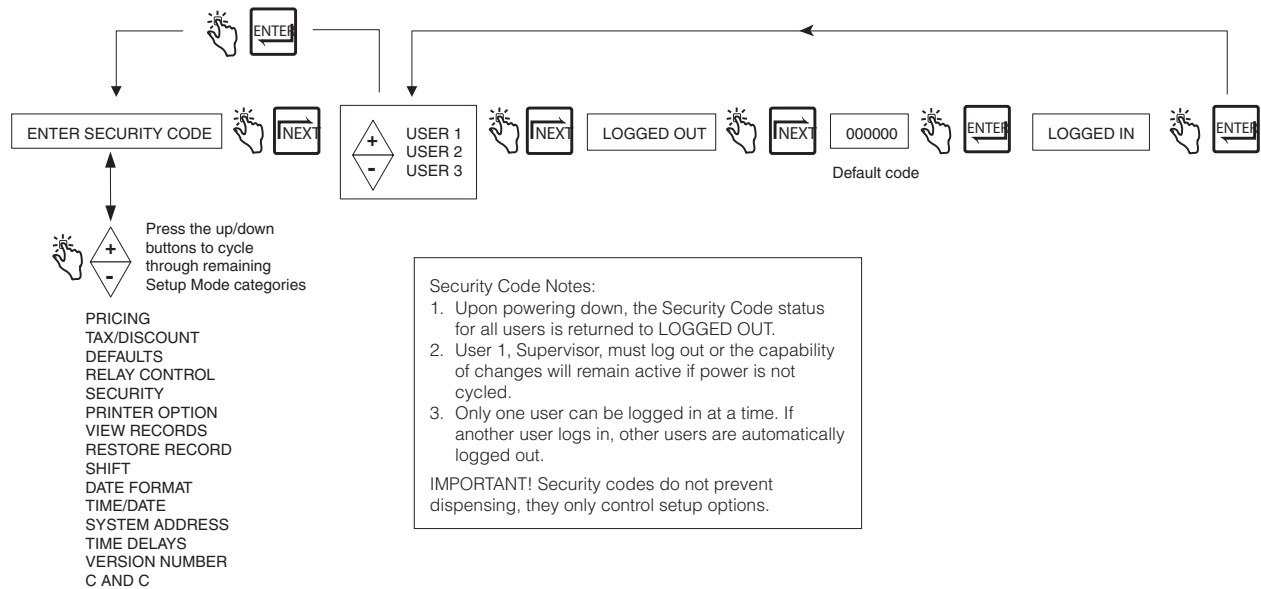 ENTER
ENTER SECURITY CODE
NEXT
+
-
USER 1
USER 2
USER 3
NEXT
LOGGED OUT
NEXT
000000
Default code
ENTER
LOGGED IN
ENTER
+
-
Press the up/down
buttons to cycle
through remaining
Setup Mode categories
PRICING
TAX/DISCOUNT
DEFAULTS
RELAY CONTROL
SECURITY
PRINTER OPTION
VIEW RECORDS
RESTORE RECORD
SHIFT
DATE FORMAT
TIME/DATE
SYSTEM ADDRESS
TIME DELAYS
VERSION NUMBER
C AND C
Security Code Notes:
1. Upon powering down, the Security Code status
for all users is returned to LOGGED OUT.
2. User 1, Supervisor, must log out or the capability
of changes will remain active if power is not
cycled.
3. Only one user can be logged in at a time. If
another user logs in, other users are automatically
logged out.
IMPORTANT! Security codes do not prevent
dispensing, they only control setup options.